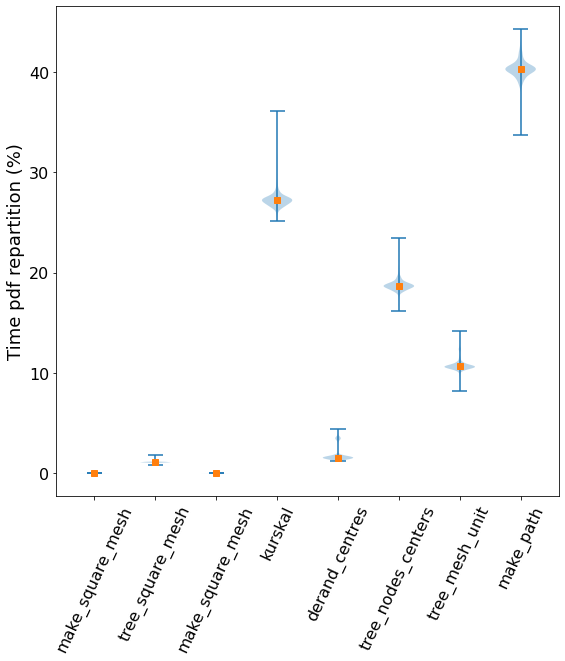 Time pdf repartition (%)
40
30
20
10
0
make_square_mesh
tree_square_mesh
make_square_mesh
kurskal
derand_centres
tree_nodes_centers
tree_mesh_unit
make_path